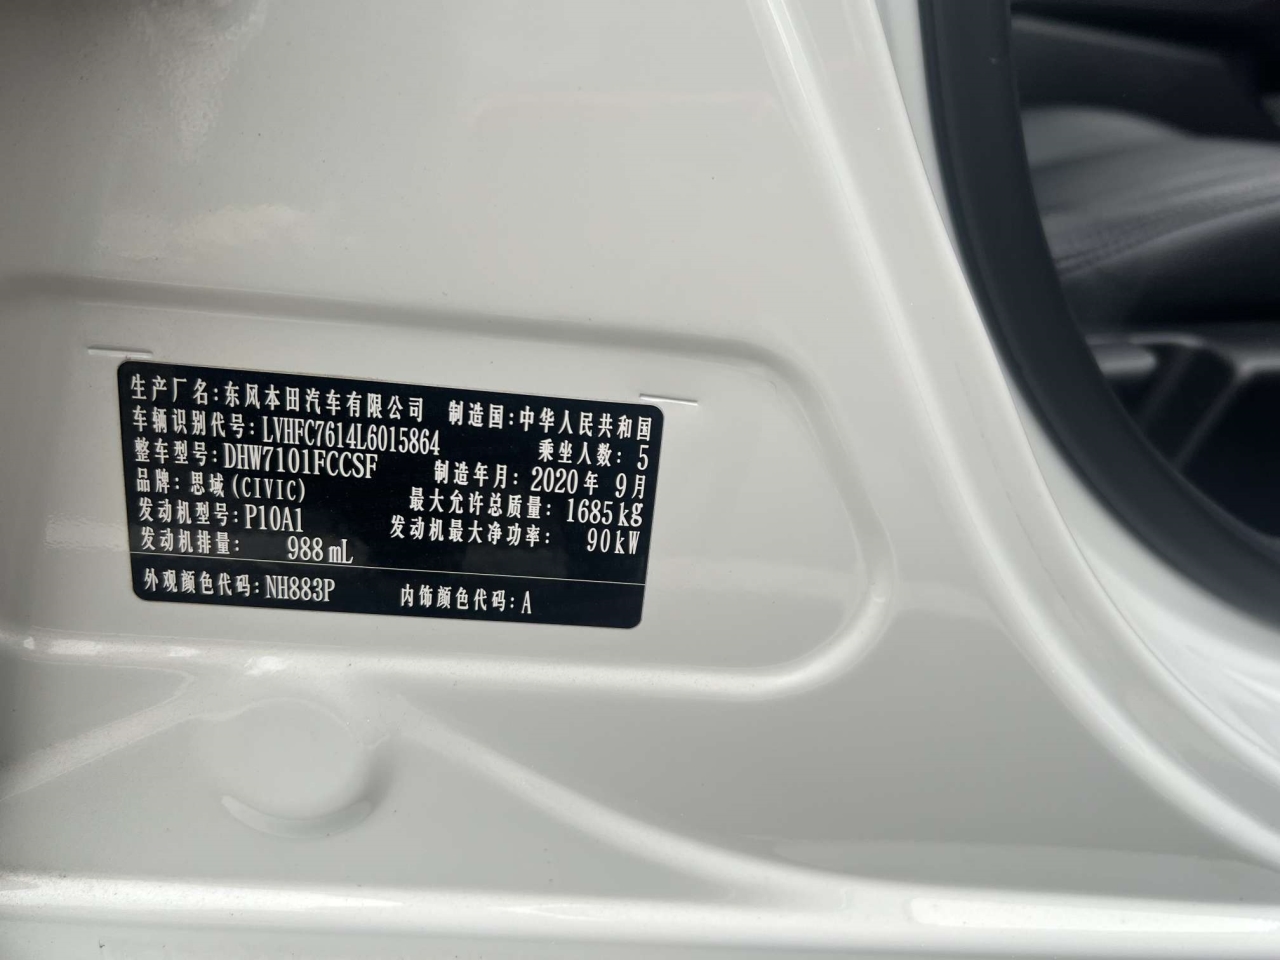 生产厂名:东风本田汽车有限公司 制造国:中华人民共和国
车辆识别代号:LVHFC7614L6015864 乘坐人数: 5
整车型号:DHW7101FCCSF 制造年月: 2020年 9月
品牌:思域(CIVIC) 最大允许总质量: 1685kg
发动机型号:P10A1 发动机最大净功率: 90kW
发动机排量: 988mL
外观颜色代码:NH883P 内饰颜色代码:A